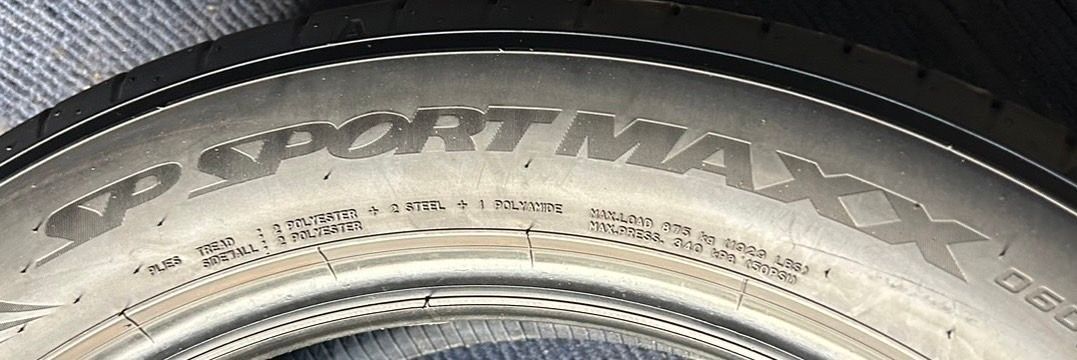 SP SPORT MAXX 060
PLIES
TREAD : 2 POLYESTER + 2 STEEL + 1 POLYAMIDE
SIDEWALL : 2 POLYESTER
MAX.LOAD 875 kg (1929 LBS)
MAX.PRESS. 340 kPa (50PSI)
A